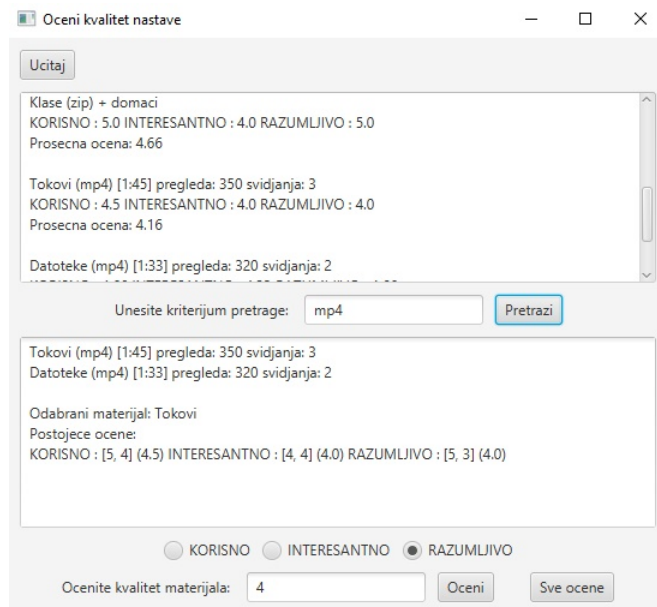 Oceni kvalitet nastave
Ucitaj
Klase (zip) + domaci
KORISNO : 5.0 INTERESANTNO : 4.0 RAZUMLJIVO : 5.0
Prosecna ocena: 4.66
Tokovi (mp4) [1:45] pregleda: 350 svidjanja: 3
KORISNO : 4.5 INTERESANTNO : 4.0 RAZUMLJIVO : 4.0
Prosecna ocena: 4.16
Datoteke (mp4) [1:33] pregleda: 320 svidjanja: 2
Unesite kriterijum pretrage: mp4 Pretrazi
Tokovi (mp4) [1:45] pregleda: 350 svidjanja: 3
Datoteke (mp4) [1:33] pregleda: 320 svidjanja: 2
Odabrani materijal: Tokovi
Postojece ocene:
KORISNO : [5, 4] (4.5) INTERESANTNO : [4, 4] (4.0) RAZUMLJIVO : [5, 3] (4.0)
KORISNO INTERESANTNO RAZUMLJIVO
Ocenite kvalitet materijala: 4 Oceni Sve ocene